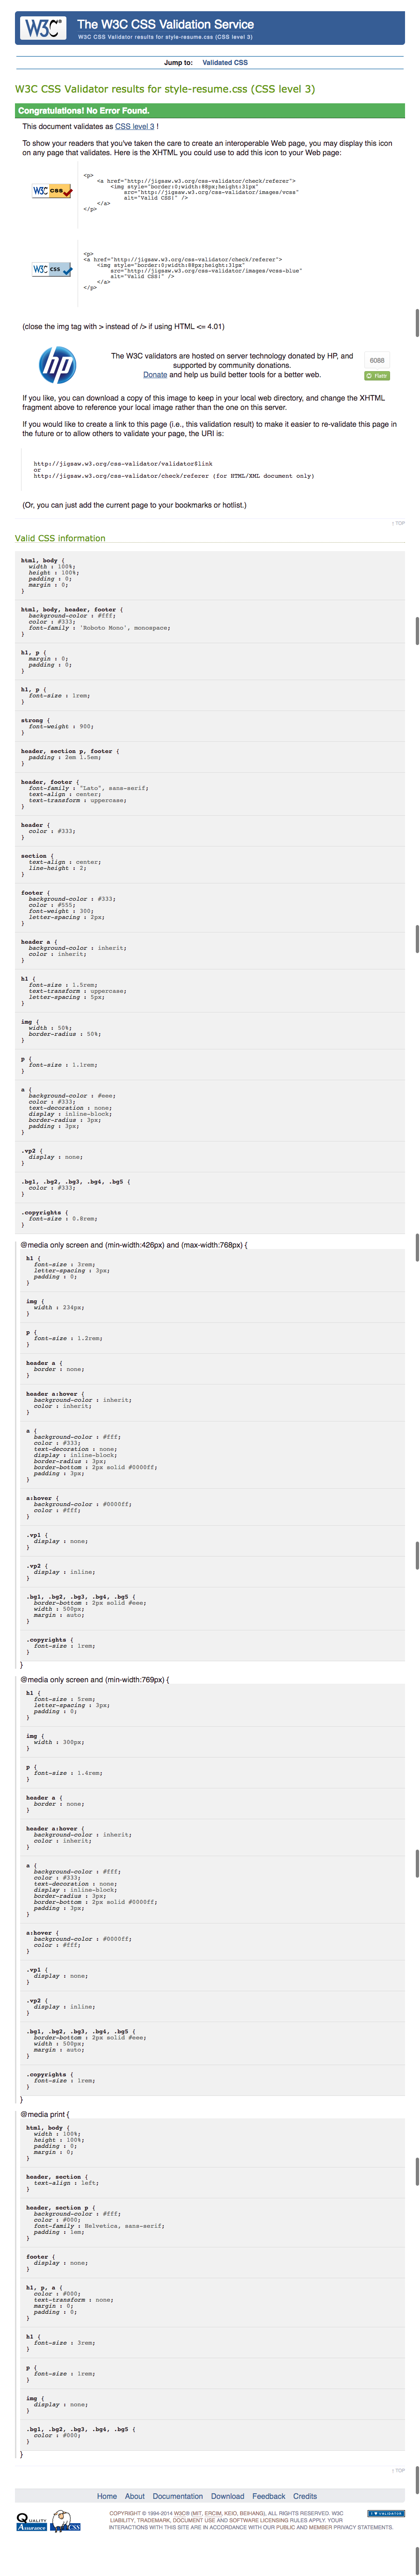 W3C®
The W3C CSS Validation Service
W3C CSS Validator results for style-resume.css (CSS level 3)
Jump to: Validated CSS
W3C CSS Validator results for style-resume.css (CSS level 3)
Congratulations! No Error Found.
This document validates as CSS level 3 !
To show your readers that you've taken the care to create an interoperable Web page, you may display this icon
on any page that validates. Here is the XHTML you could use to add this icon to your Web page:
W3C css
<p>
<a href="http://jigsaw.w3.org/css-validator/check/referer">
<img style="border:0;width:88px;height:31px"
src="http://jigsaw.w3.org/css-validator/images/vcss"
alt="Valid CSS!" />
</a>
</p>
W3C css
<p>
<a href="http://jigsaw.w3.org/css-validator/check/referer">
<img style="border:0;width:88px;height:31px"
src="http://jigsaw.w3.org/css-validator/images/vcss-blue"
alt="Valid CSS!" />
</a>
</p>
(close the img tag with > instead of /> if using HTML <= 4.01)
hp
The W3C validators are hosted on server technology donated by HP, and
supported by community donations.
Donate and help us build better tools for a better web.
6088
Flattr
If you like, you can download a copy of this image to keep in your local web directory, and change the XHTML
fragment above to reference your local image rather than the one on this server.
If you would like to create a link to this page (i.e., this validation result) to make it easier to re-validate this page in
the future or to allow others to validate your page, the URI is:
http://jigsaw.w3.org/css-validator/validator$link
or
http://jigsaw.w3.org/css-validator/check/referer (for HTML/XML document only)
(Or, you can just add the current page to your bookmarks or hotlist.)
↑ TOP
Valid CSS information
html, body {
width : 100%;
height : 100%;
padding : 0;
margin : 0;
}
html, body, header, footer {
background-color : #fff;
color : #333;
font-family : 'Roboto Mono', monospace;
}
h1, p {
margin : 0;
padding : 0;
}
h1, p {
font-size : 1rem;
}
strong {
font-weight : 900;
}
header, section p, footer {
padding : 2em 1.5em;
}
header, footer {
font-family : "Lato", sans-serif;
text-align : center;
text-transform : uppercase;
}
header {
color : #333;
}
section {
text-align : center;
line-height : 2;
}
footer {
background-color : #333;
color : #555;
font-weight : 300;
letter-spacing : 2px;
}
header a {
background-color : inherit;
color : inherit;
}
h1 {
font-size : 1.5rem;
text-transform : uppercase;
letter-spacing : 5px;
}
img {
width : 50%;
border-radius : 50%;
}
p {
font-size : 1.1rem;
}
a {
background-color : #eee;
color : #333;
text-decoration : none;
display : inline-block;
border-radius : 3px;
padding : 3px;
}
.vp2 {
display : none;
}
.bg1, .bg2, .bg3, .bg4, .bg5 {
color : #333;
}
.copyrights {
font-size : 0.8rem;
}
@media only screen and (min-width:426px) and (max-width:768px) {
h1 {
font-size : 3rem;
letter-spacing : 3px;
padding : 0;
}
img {
width : 234px;
}
p {
font-size : 1.2rem;
}
header a {
border : none;
}
header a:hover {
background-color : inherit;
color : inherit;
}
a {
background-color : #fff;
color : #333;
text-decoration : none;
display : inline-block;
border-radius : 3px;
border-bottom : 2px solid #0000ff;
padding : 3px;
}
a:hover {
background-color : #0000ff;
color : #fff;
}
.vp1 {
display : none;
}
.vp2 {
display : inline;
}
.bg1, .bg2, .bg3, .bg4, .bg5 {
border-bottom : 2px solid #eee;
width : 500px;
margin : auto;
}
.copyrights {
font-size : 1rem;
}
}
@media only screen and (min-width:769px) {
h1 {
font-size : 5rem;
letter-spacing : 3px;
padding : 0;
}
img {
width : 300px;
}
p {
font-size : 1.4rem;
}
header a {
border : none;
}
header a:hover {
background-color : inherit;
color : inherit;
}
a {
background-color : #fff;
color : #333;
text-decoration : none;
display : inline-block;
border-radius : 3px;
border-bottom : 2px solid #0000ff;
padding : 3px;
}
a:hover {
background-color : #0000ff;
color : #fff;
}
.vp1 {
display : none;
}
.vp2 {
display : inline;
}
.bg1, .bg2, .bg3, .bg4, .bg5 {
border-bottom : 2px solid #eee;
width : 500px;
margin : auto;
}
.copyrights {
font-size : 1rem;
}
}
@media print {
html, body {
width : 100%;
height : 100%;
padding : 0;
margin : 0;
}
header, section {
text-align : left;
}
header, section p {
background-color : #fff;
color : #000;
font-family : Helvetica, sans-serif;
padding : 1em;
}
footer {
display : none;
}
h1, p, a {
color : #000;
text-transform : none;
margin : 0;
padding : 0;
}
h1 {
font-size : 3rem;
}
p {
font-size : 1rem;
}
img {
display : none;
}
.bg1, .bg2, .bg3, .bg4, .bg5 {
color : #000;
}
}
↑ TOP
Home About Documentation Download Feedback Credits
QUALITY
Assurance
CSS
COPYRIGHT © 1994-2014 W3C® (MIT, ERCIM, KEIO, BEIHANG), ALL RIGHTS RESERVED. W3C
LIABILITY, TRADEMARK, DOCUMENT USE AND SOFTWARE LICENSING RULES APPLY. YOUR
INTERACTIONS WITH THIS SITE ARE IN ACCORDANCE WITH OUR PUBLIC AND MEMBER PRIVACY STATEMENTS.
I ♥ VALIDATOR